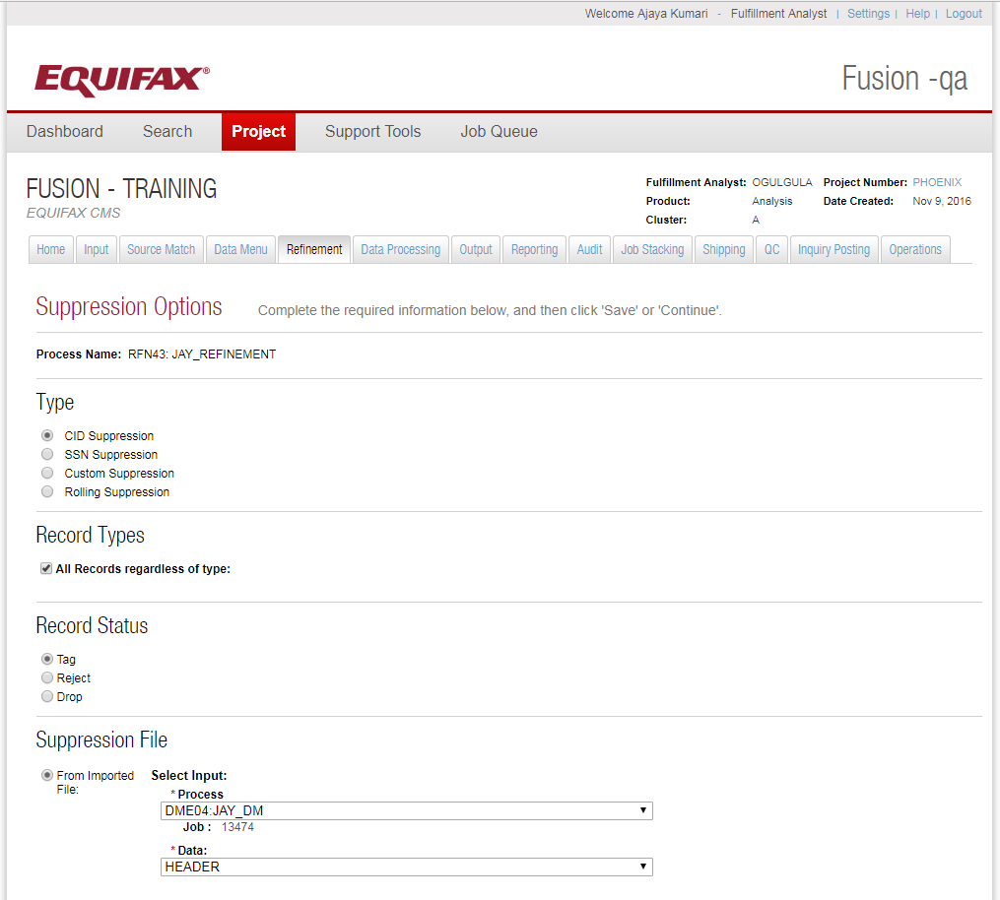 Welcome Ajaya Kumari - Fulfillment Analyst | Settings | Help | Logout
EQUIFAX®
Fusion -qa
Dashboard Search Project Support Tools Job Queue
FUSION - TRAINING
EQUIFAX CMS
Fulfillment Analyst: OGULGULA Project Number: PHOENIX
Product: Analysis Date Created: Nov 9, 2016
Cluster: A
Home Input Source Match Data Menu Refinement Data Processing Output Reporting Audit Job Stacking Shipping QC Inquiry Posting Operations
Suppression Options Complete the required information below, and then click 'Save' or 'Continue'.
Process Name: RFN43: JAY_REFINEMENT
Type
CID Suppression
SSN Suppression
Custom Suppression
Rolling Suppression
Record Types
All Records regardless of type:
Record Status
Tag
Reject
Drop
Suppression File
From Imported File:
Select Input:
* Process
DME04:JAY_DM
Job : 13474
* Data:
HEADER